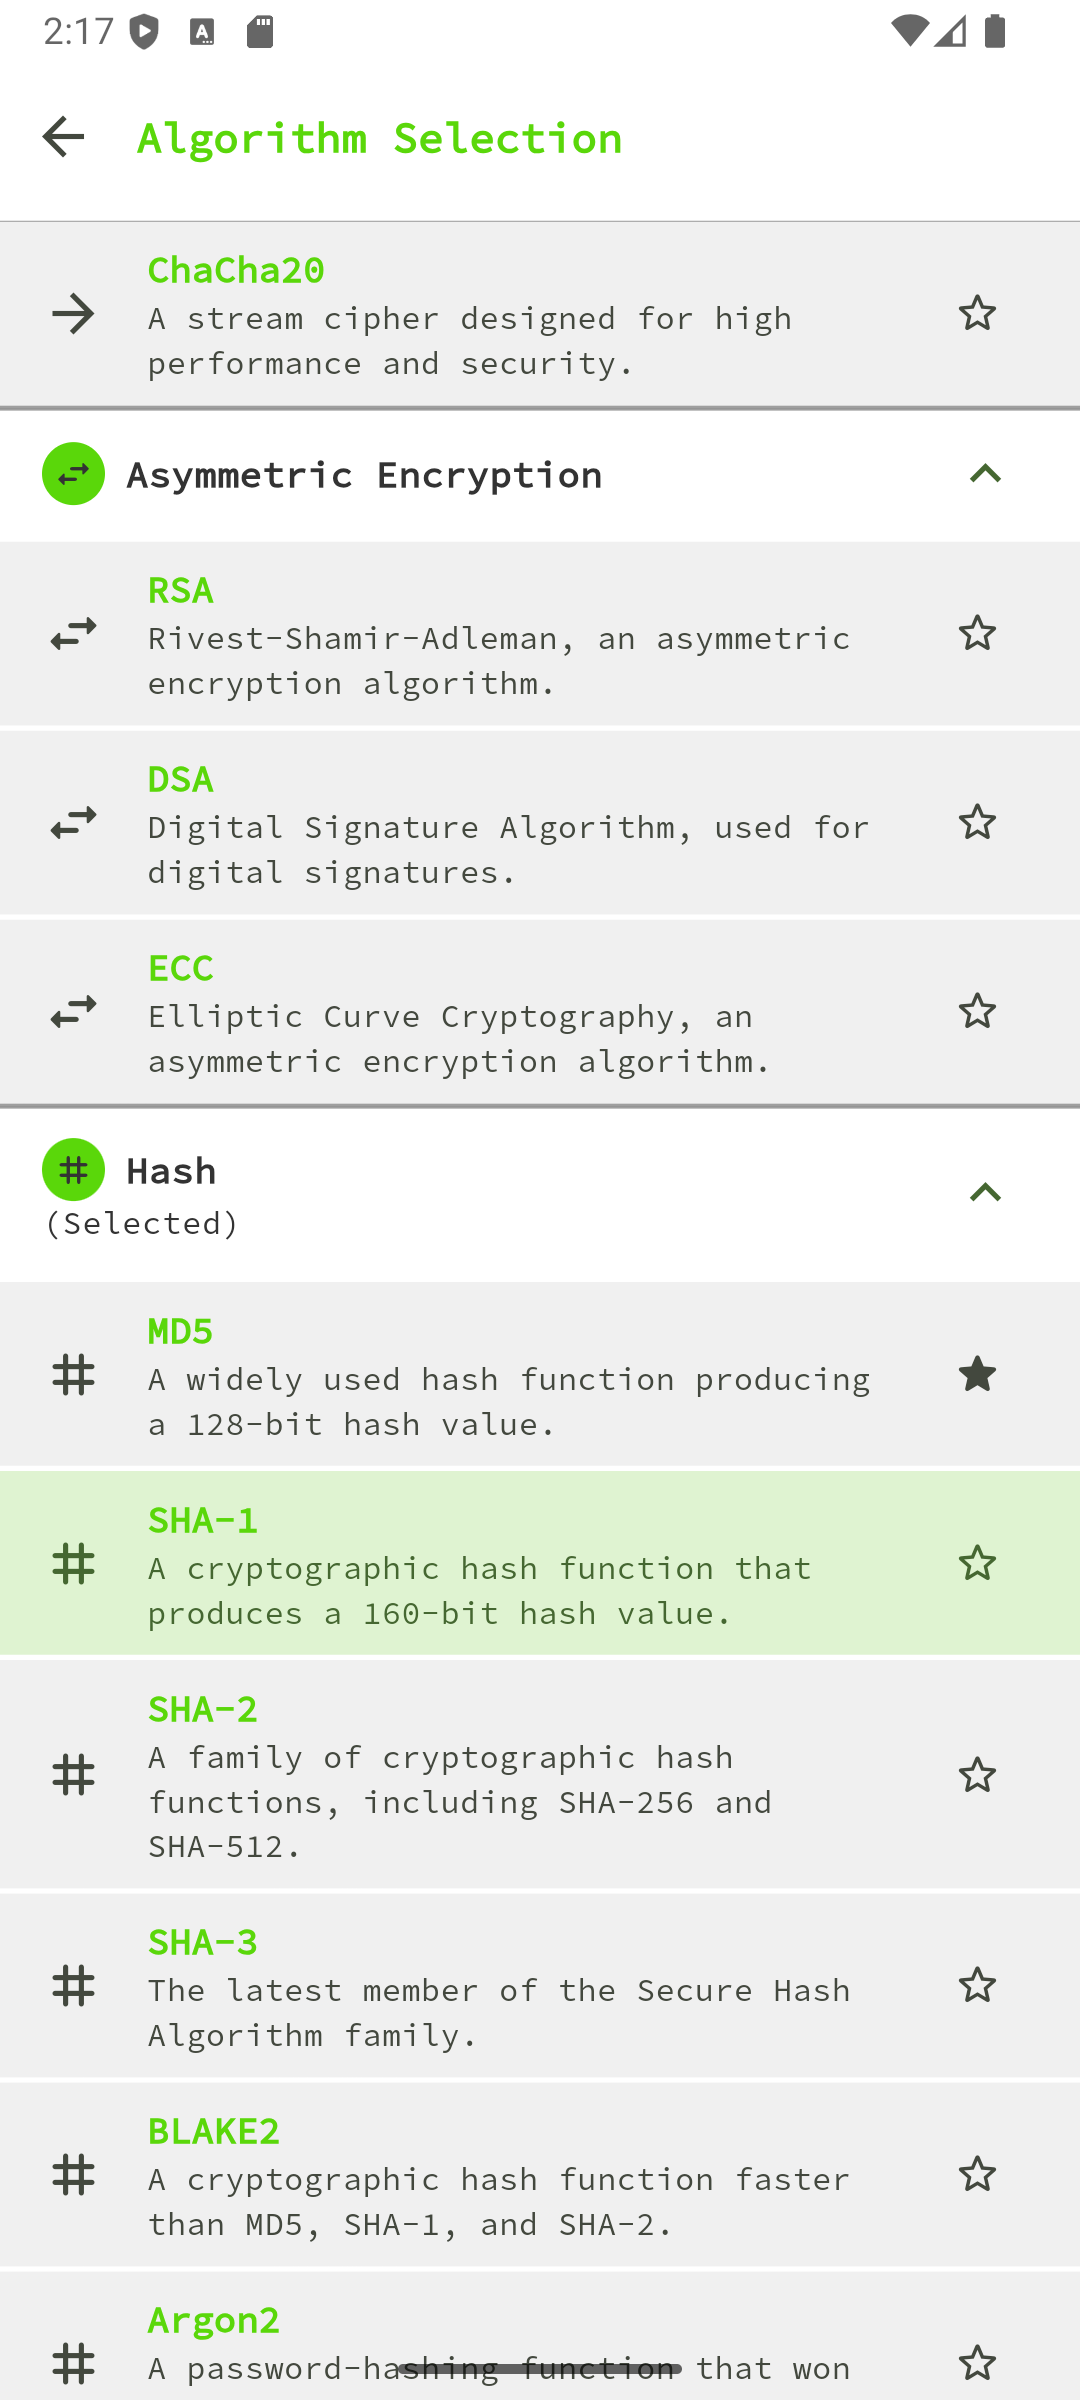 2:17
Algorithm Selection
ChaCha20
A stream cipher designed for high
performance and security.
Asymmetric Encryption
RSA
Rivest-Shamir-Adleman, an asymmetric
encryption algorithm.
DSA
Digital Signature Algorithm, used for
digital signatures.
ECC
Elliptic Curve Cryptography, an
asymmetric encryption algorithm.
Hash
(Selected)
MD5
A widely used hash function producing
a 128-bit hash value.
SHA-1
A cryptographic hash function that
produces a 160-bit hash value.
SHA-2
A family of cryptographic hash
functions, including SHA-256 and
SHA-512.
SHA-3
The latest member of the Secure Hash
Algorithm family.
BLAKE2
A cryptographic hash function faster
than MD5, SHA-1, and SHA-2.
Argon2
A password-hashing function that won